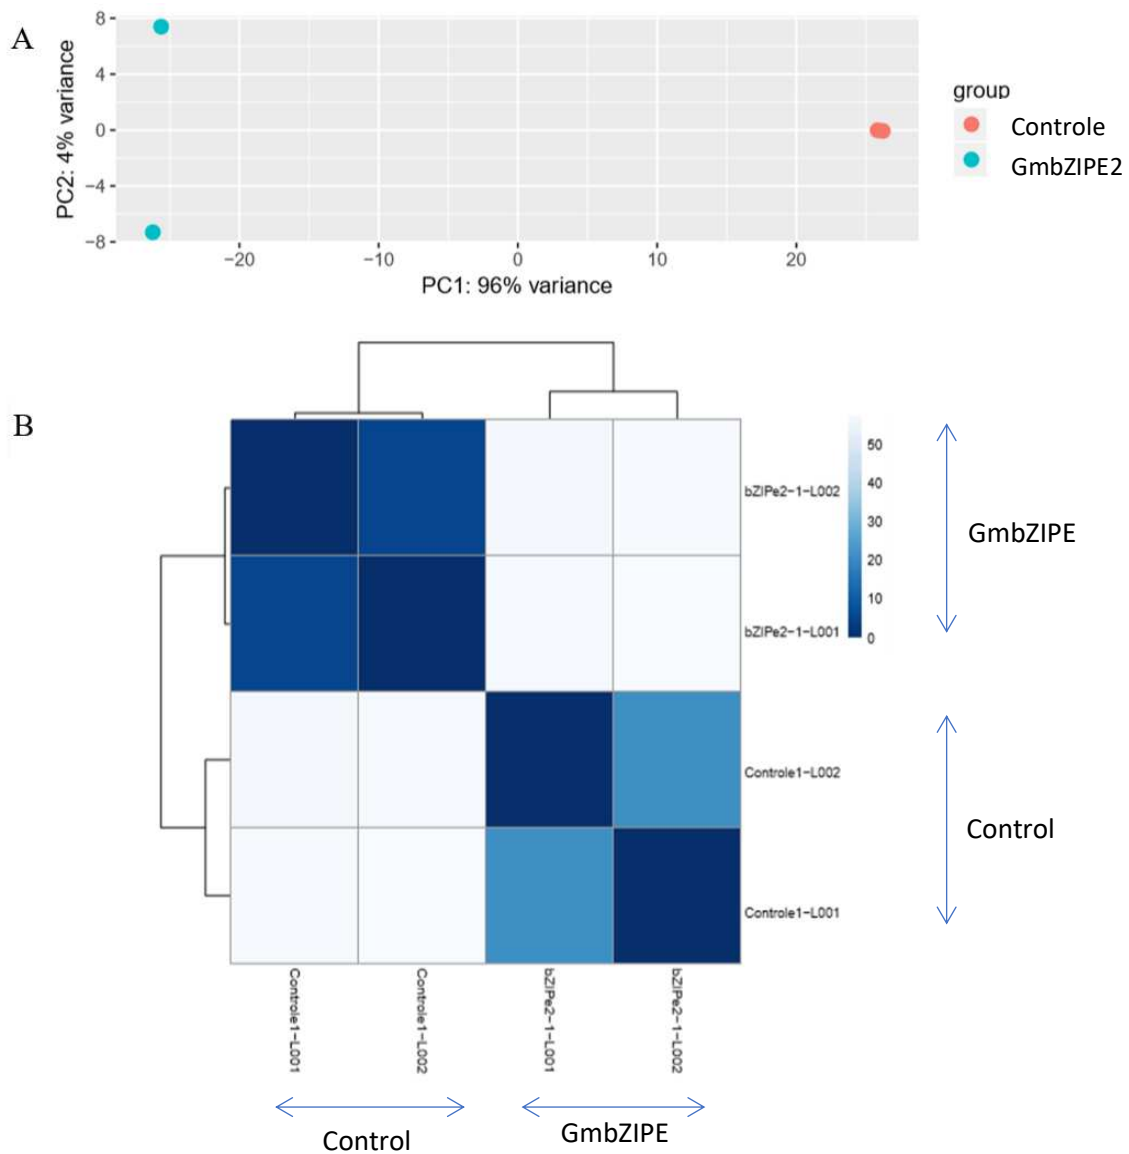 A
8
4
0
−4
−8
PC2: 4% variance
−20
−10
0
10
20
PC1: 96% variance
group
Controle
GmbZIPE2
B
50
40
30
20
10
0
bZIPe2−1−L002
bZIPe2−1−L001
Controle1−L002
Controle1−L001
GmbZIPE
Control
Controle1−L001
Controle1−L002
bZIPe2−1−L001
bZIPe2−1−L002
Control
GmbZIPE